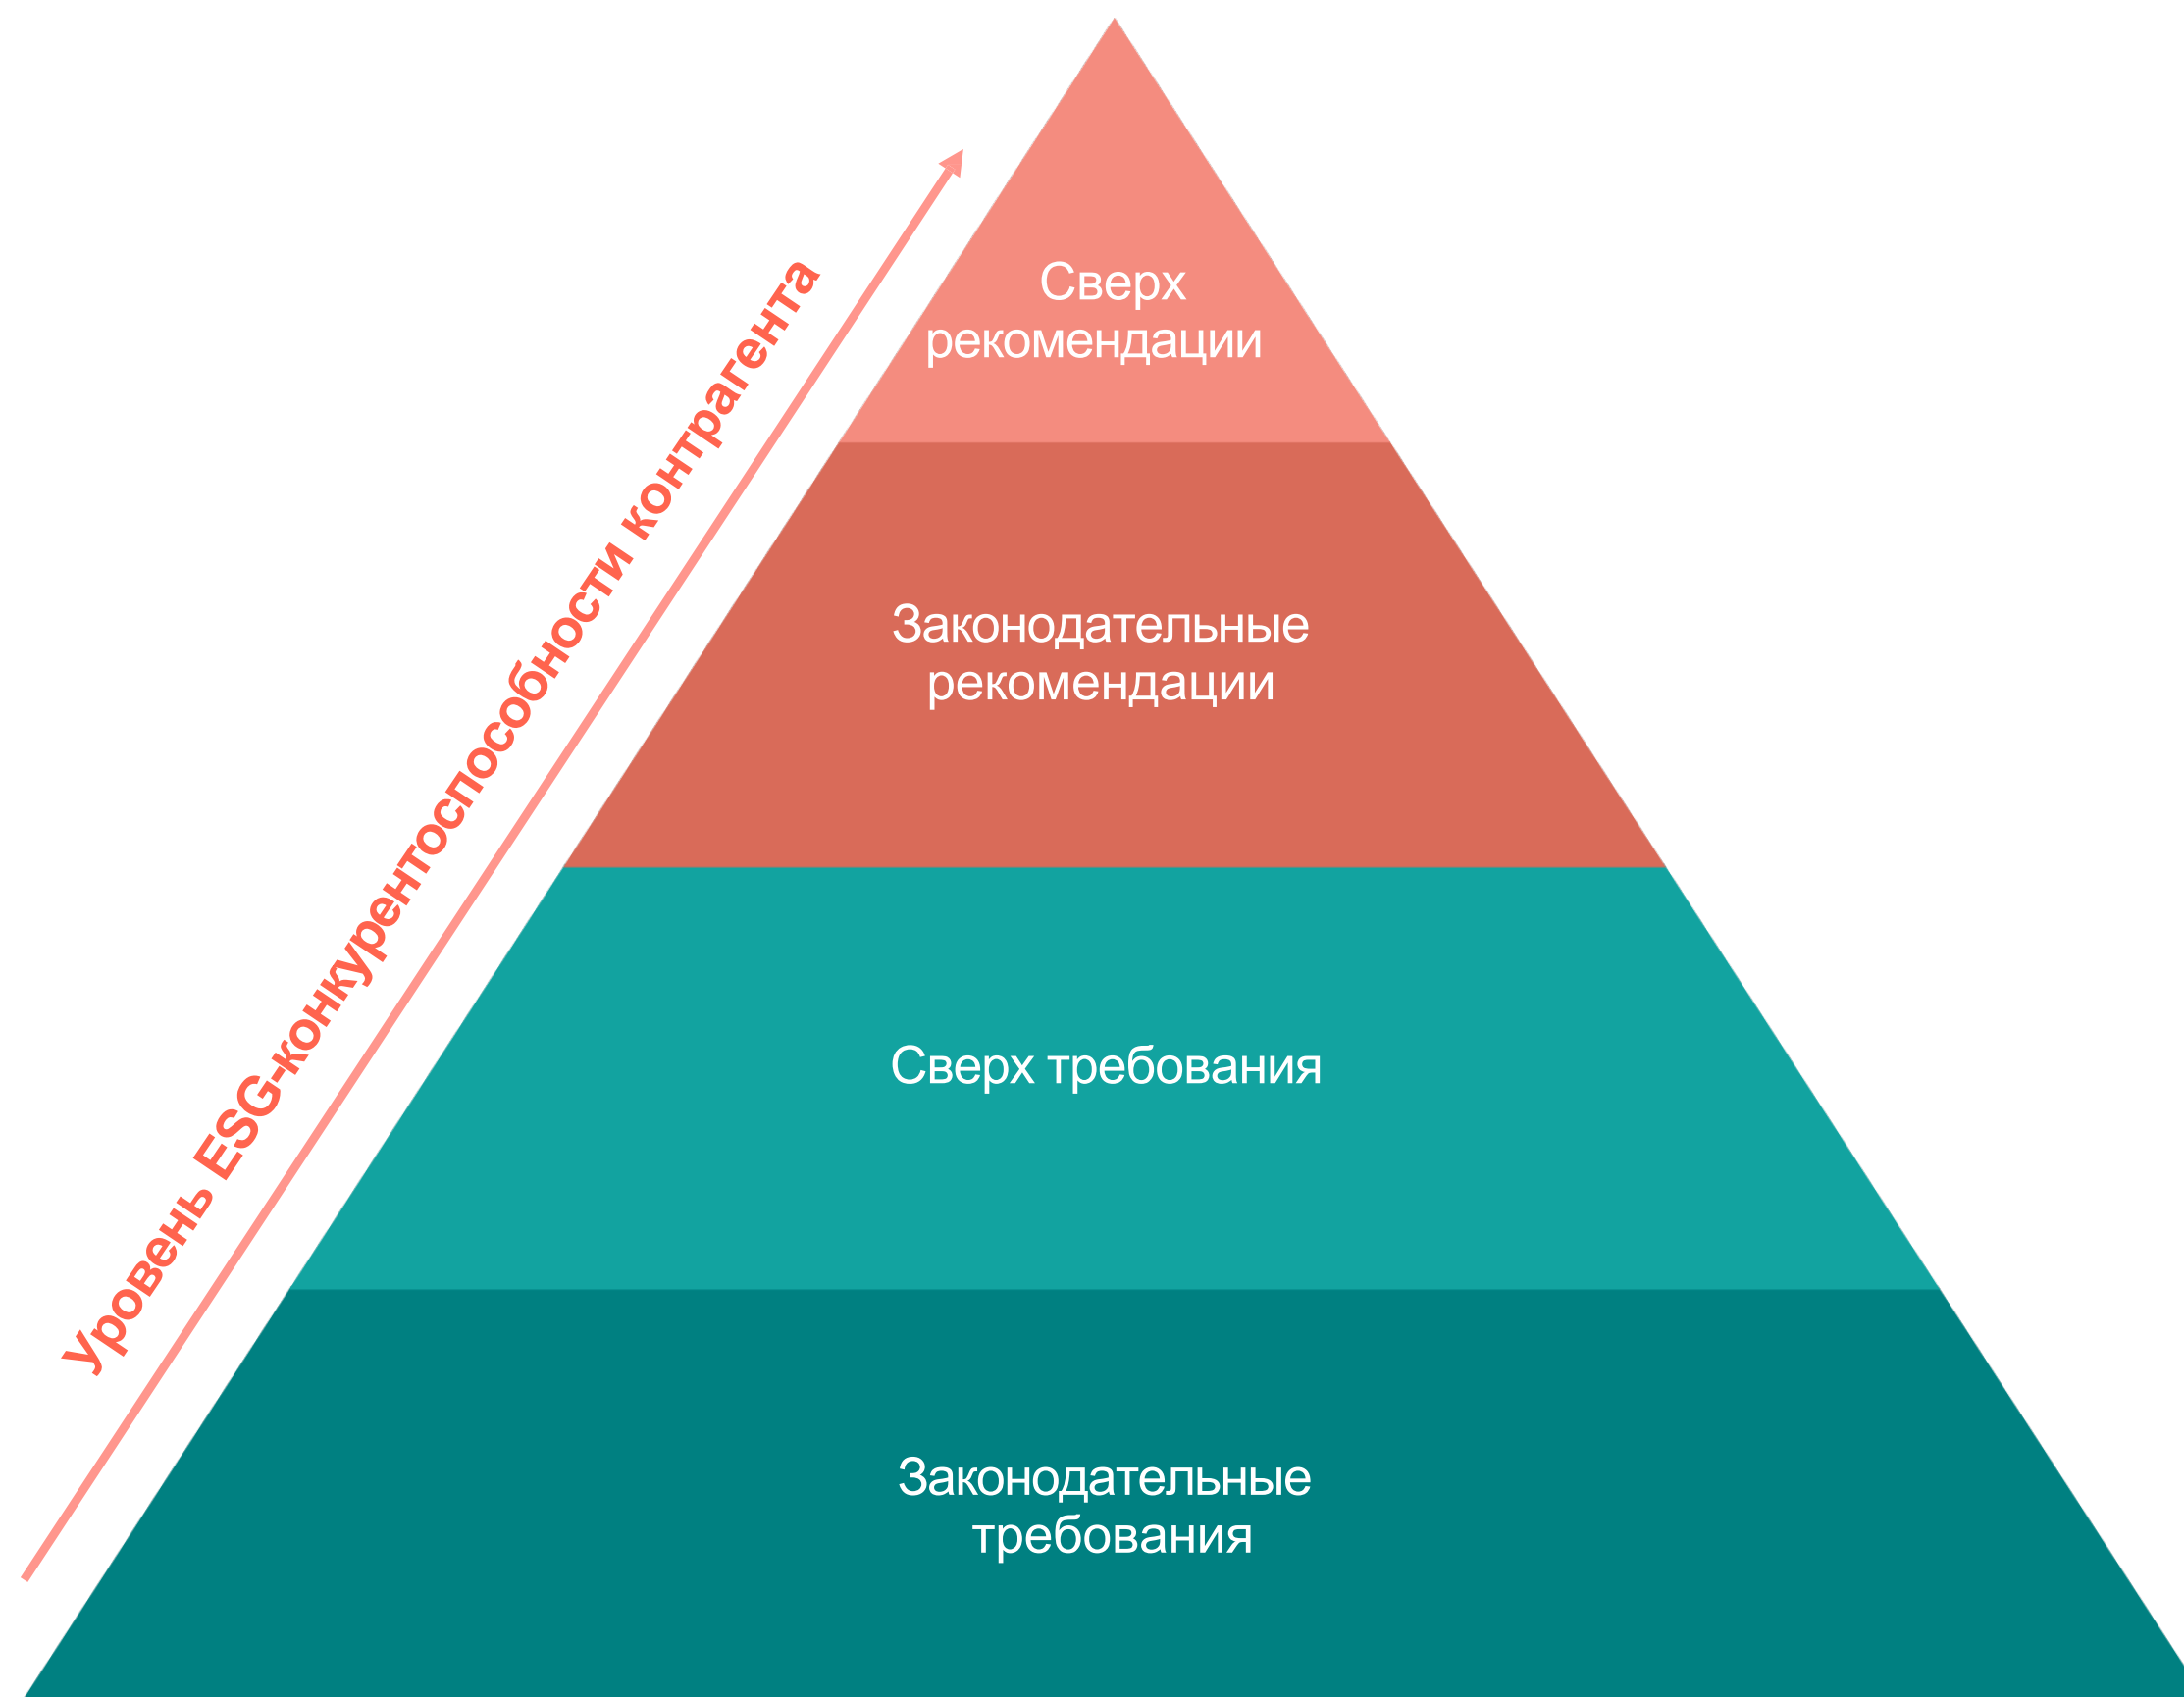 Уровень ESG-конкурентоспособности контрагента
Сверх
рекомендации
Законодательные
рекомендации
Сверх требования
Законодательные
требования